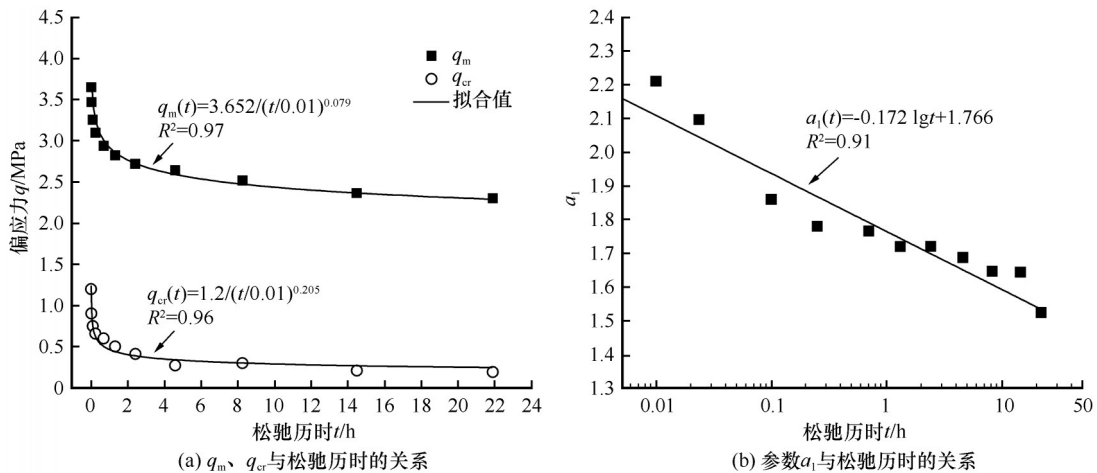 4.5
4.0
3.5
3.0
2.5
2.0
1.5
1.0
0.5
0
偏应力q/MPa
q_m
q_cr
拟合值
q_m(t)=3.652/(t/0.01)^0.079
R²=0.97
q_cr(t)=1.2/(t/0.01)^0.205
R²=0.96
0 2 4 6 8 10 12 14 16 18 20 22 24
松驰历时t/h
(a) q_m、q_cr与松驰历时的关系
2.4
2.3
2.2
2.1
2.0
1.9
1.8
1.7
1.6
1.5
1.4
1.3
a₁
a₁(t)=-0.172 lgt+1.766
R²=0.91
0.01 0.1 1 10 50
松驰历时t/h
(b) 参数a₁与松驰历时的关系